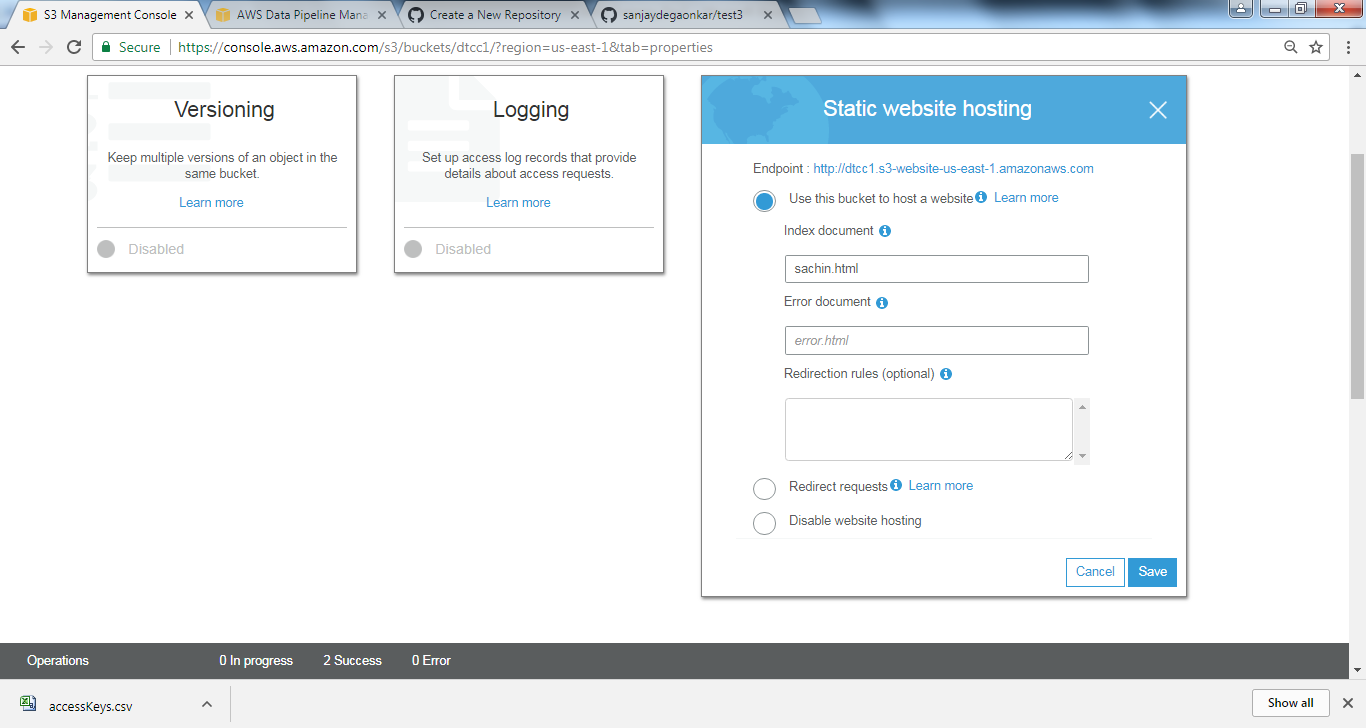 S3 Management Console
AWS Data Pipeline Mana
Create a New Repository
sanjaydegaonkar/test3
Secure
https://console.aws.amazon.com/s3/buckets/dtcc1/?region=us-east-1&tab=properties
Versioning
Keep multiple versions of an object in the
same bucket.
Learn more
Disabled
Logging
Set up access log records that provide
details about access requests.
Learn more
Disabled
Static website hosting
Endpoint : http://dtcc1.s3-website-us-east-1.amazonaws.com
Use this bucket to host a website Learn more
Index document
sachin.html
Error document
error.html
Redirection rules (optional)
Redirect requests Learn more
Disable website hosting
Cancel
Save
Operations
0 In progress
2 Success
0 Error
accessKeys.csv
Show all